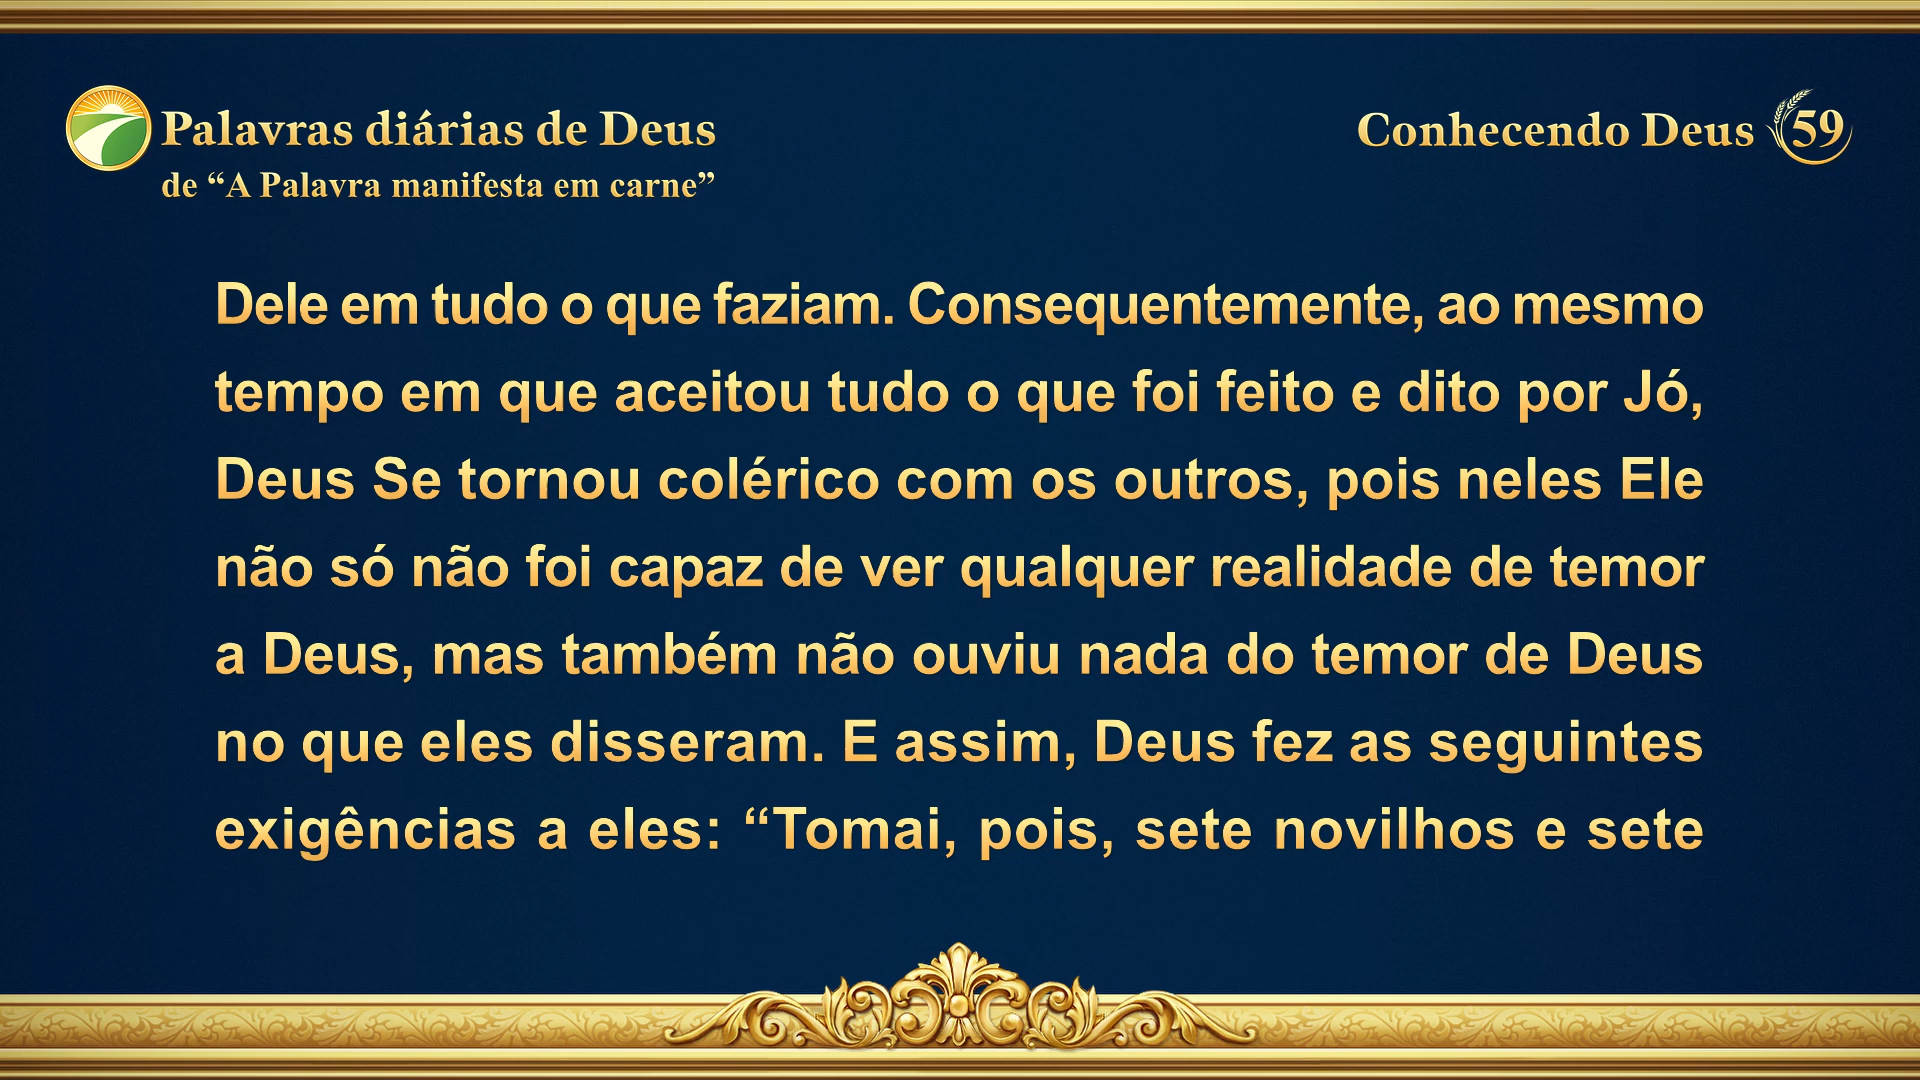 Palavras diárias de Deus
de “A Palavra manifesta em carne”
Conhecendo Deus 59
Dele em tudo o que faziam. Consequentemente, ao mesmo
tempo em que aceitou tudo o que foi feito e dito por Jó,
Deus Se tornou colérico com os outros, pois neles Ele
não só não foi capaz de ver qualquer realidade de temor
a Deus, mas também não ouviu nada do temor de Deus
no que eles disseram. E assim, Deus fez as seguintes
exigências a eles: “Tomai, pois, sete novilhos e sete